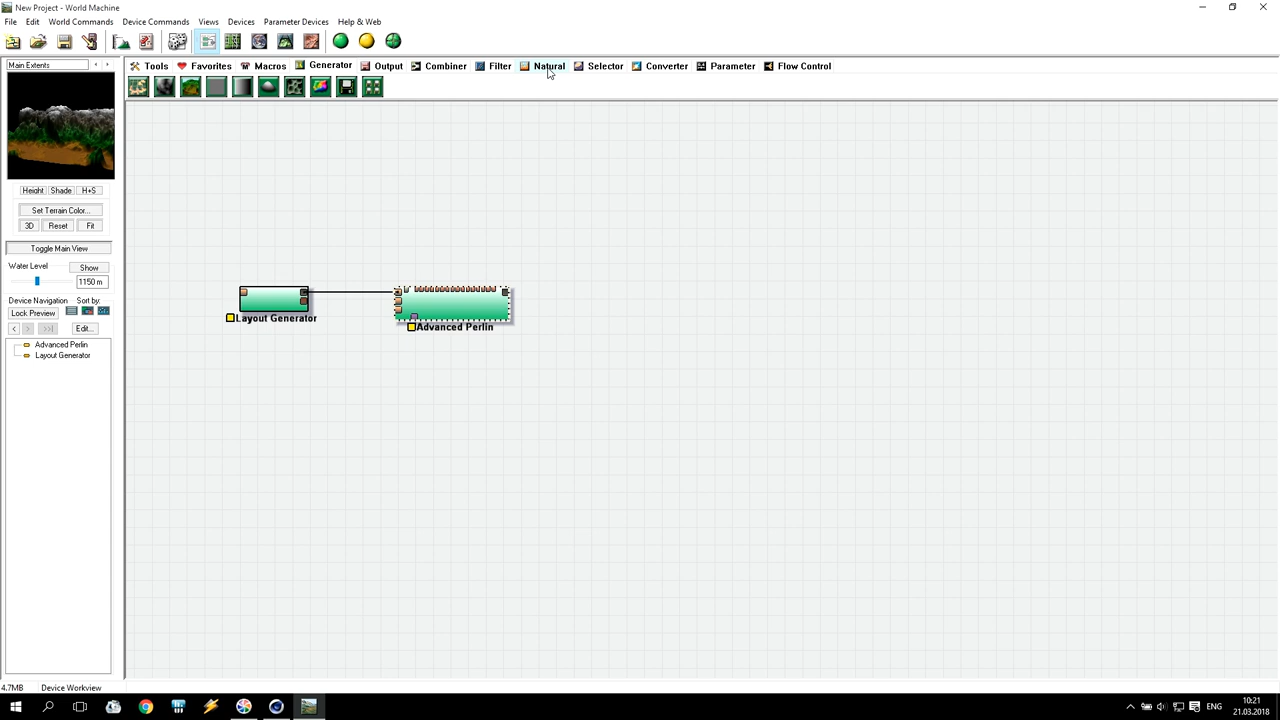 New Project - World Machine
File Edit World Commands Device Commands Views Devices Parameter Devices Help & Web
Main Extents
Tools Favorites Macros Generator Output Combiner Filter Natural Selector Converter Parameter Flow Control
Height Shade H+S
Set Terrain Color...
3D Reset Fit
Toggle Main View
Water Level Show
1150 m
Device Navigation Sort by:
Lock Preview
Edit...
Advanced Perlin
Layout Generator
Layout Generator
Advanced Perlin
4.7MB Device Workview
ENG
10:21
21.03.2018